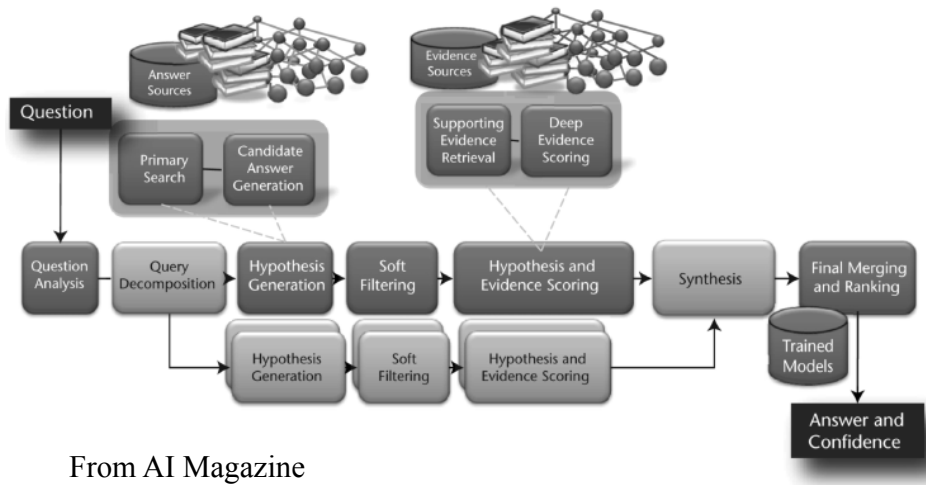 Answer
Sources
Evidence
Sources
Question
Primary
Search
Candidate
Answer
Generation
Supporting
Evidence
Retrieval
Deep
Evidence
Scoring
Question
Analysis
Query
Decomposition
Hypothesis
Generation
Soft
Filtering
Hypothesis and
Evidence Scoring
Synthesis
Final Merging
and Ranking
Hypothesis
Generation
Soft
Filtering
Hypothesis and
Evidence Scoring
Trained
Models
Answer and
Confidence
From AI Magazine